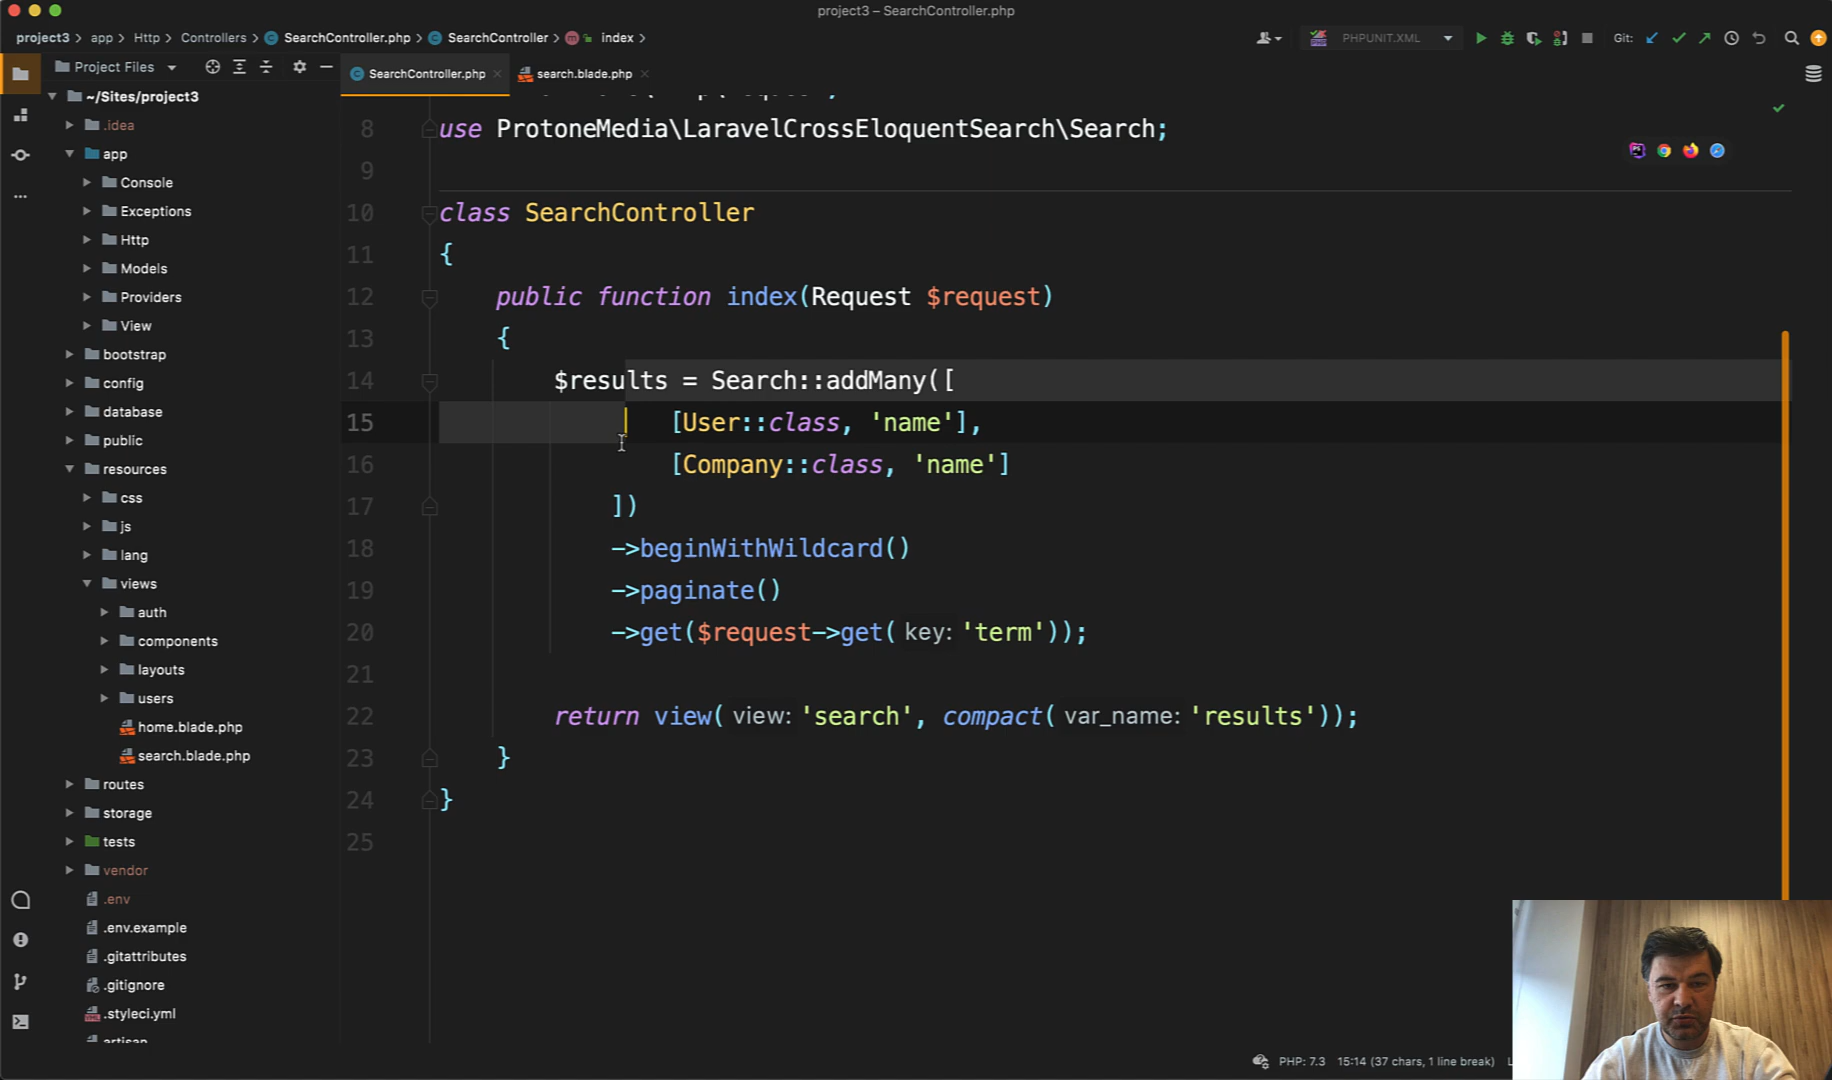 project3 – SearchController.php
project3 > app > Http > Controllers > SearchController.php > SearchController > index >
PHPUNIT.XML
Git:
Project Files
SearchController.php
search.blade.php
~/Sites/project3
.idea
app
Console
Exceptions
Http
Models
Providers
View
bootstrap
config
database
public
resources
css
js
lang
views
auth
components
layouts
users
home.blade.php
search.blade.php
routes
storage
tests
vendor
.env
.env.example
.gitattributes
.gitignore
.styleci.yml
artisan
8 use ProtoneMedia\LaravelCrossEloquentSearch\Search;
9
10 class SearchController
11 {
12 public function index(Request $request)
13 {
14 $results = Search::addMany([
15 [User::class, 'name'],
16 [Company::class, 'name']
17 ])
18 ->beginWithWildcard()
19 ->paginate()
20 ->get($request->get( key: 'term'));
21
22 return view( view: 'search', compact( var_name: 'results'));
23 }
24 }
25
PHP: 7.3 15:14 (37 chars, 1 line break)